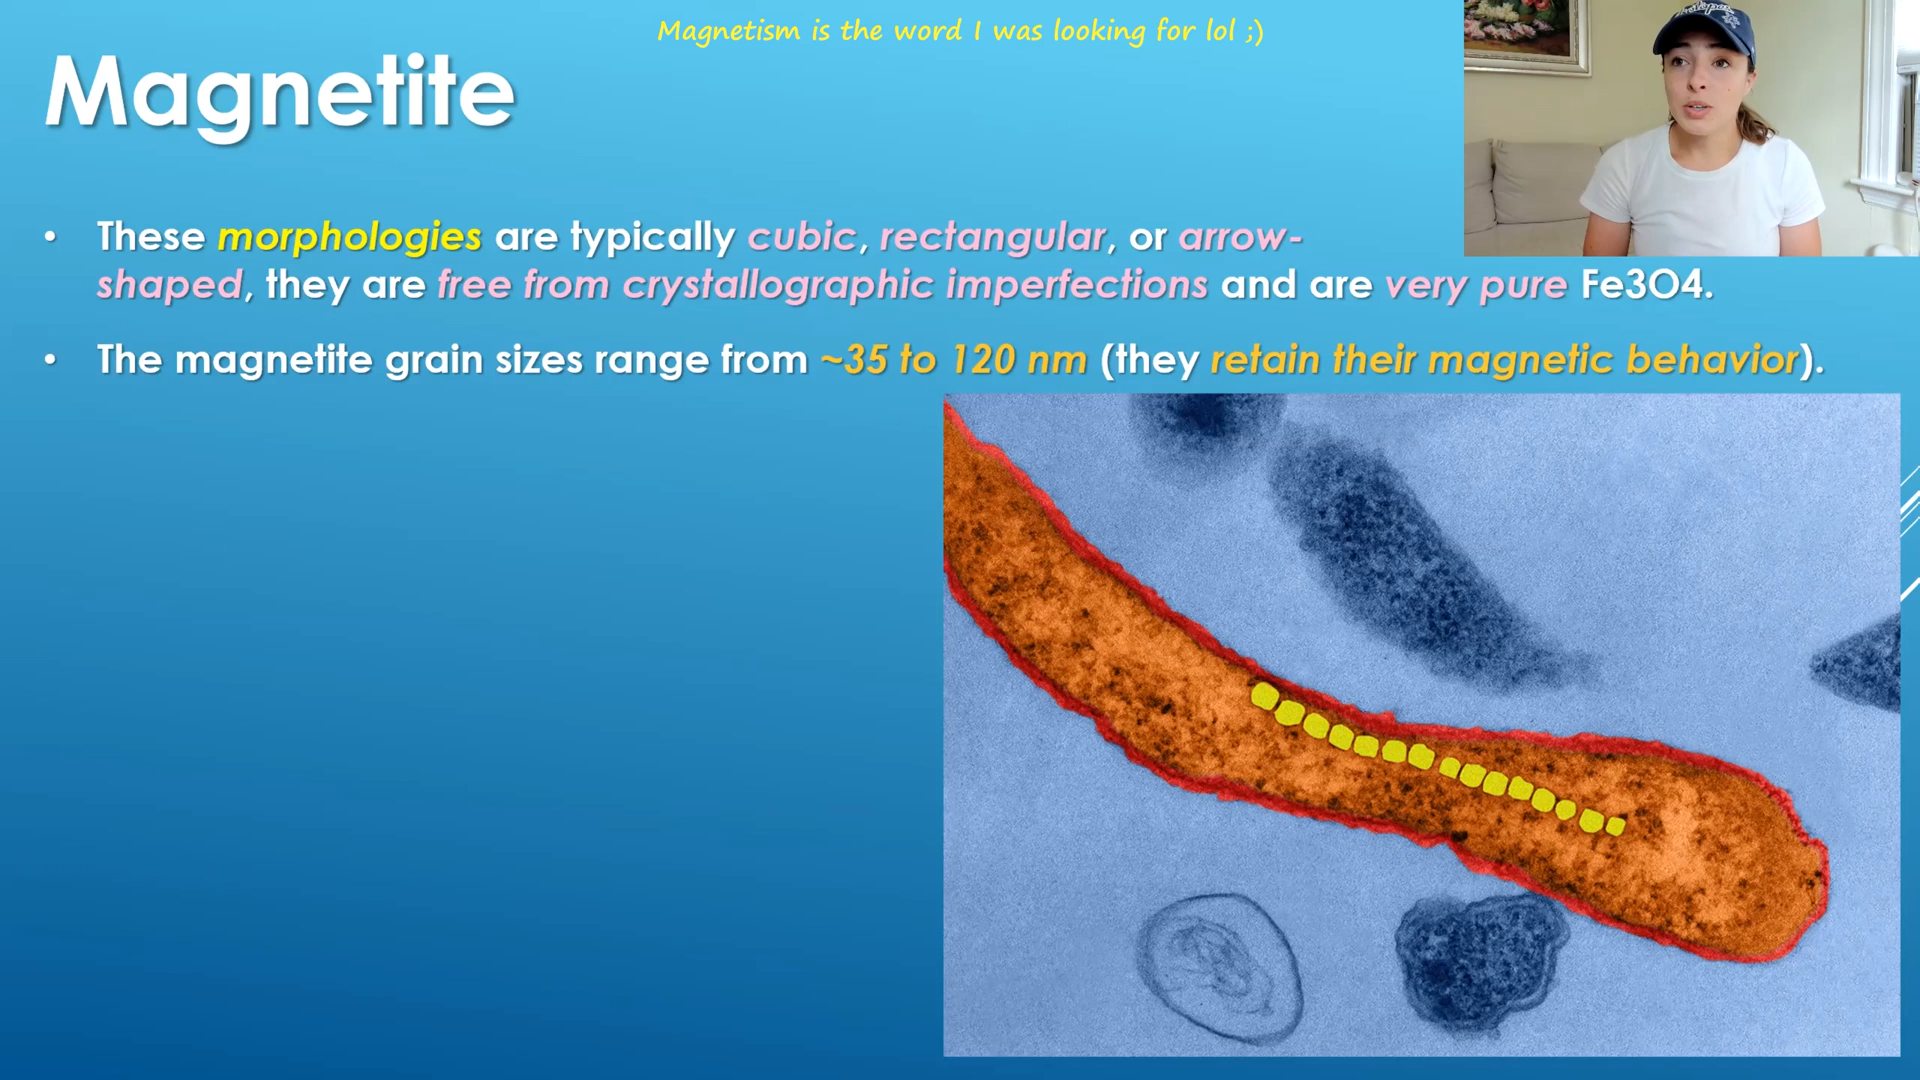 Magnetism is the word I was looking for lol ;)
Magnetite
• These morphologies are typically cubic, rectangular, or arrow-
shaped, they are free from crystallographic imperfections and are very pure Fe3O4.
• The magnetite grain sizes range from ~35 to 120 nm (they retain their magnetic behavior).